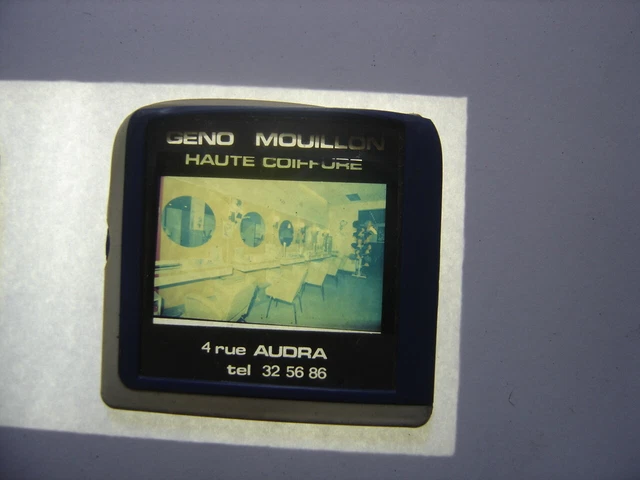 GENO MOUILLON
HAUTE COIFFURE
4 rue AUDRA
tel 32 56 86